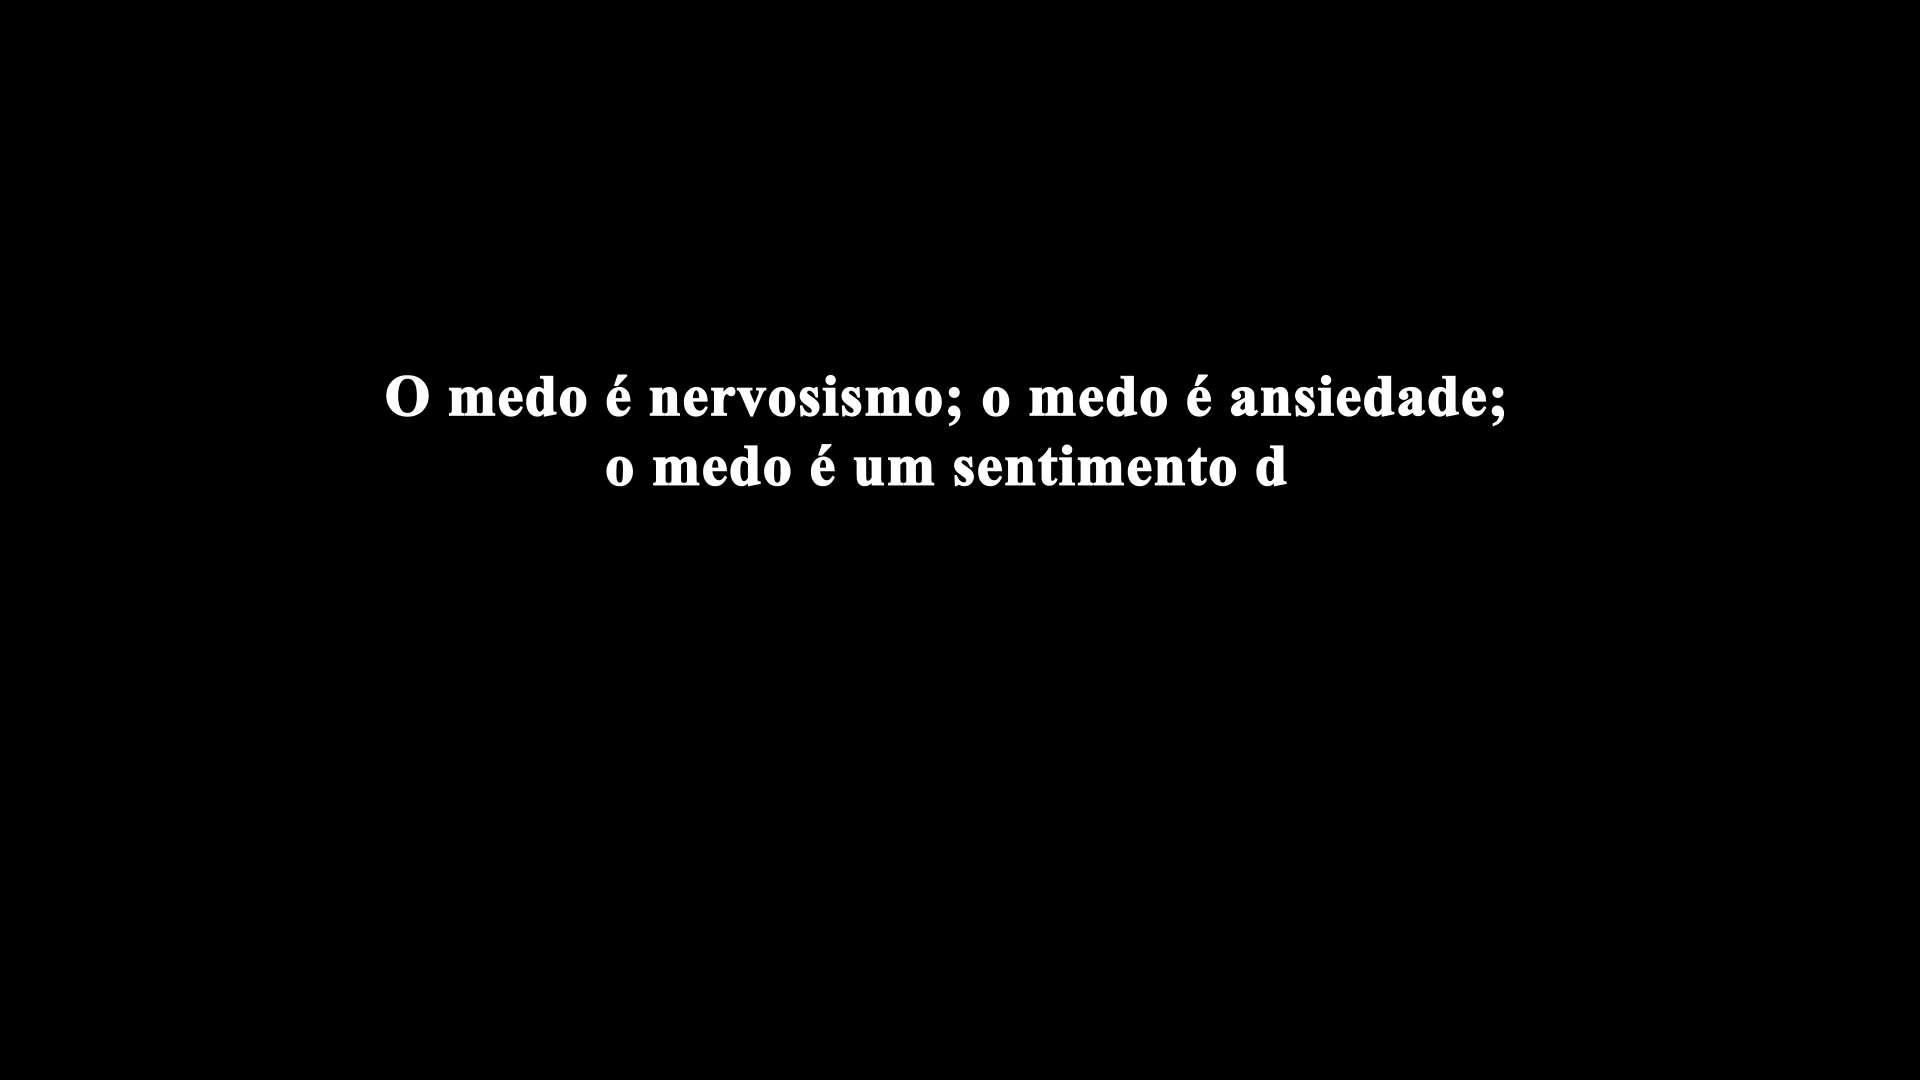 O medo é nervosismo; o medo é ansiedade;
o medo é um sentimento d